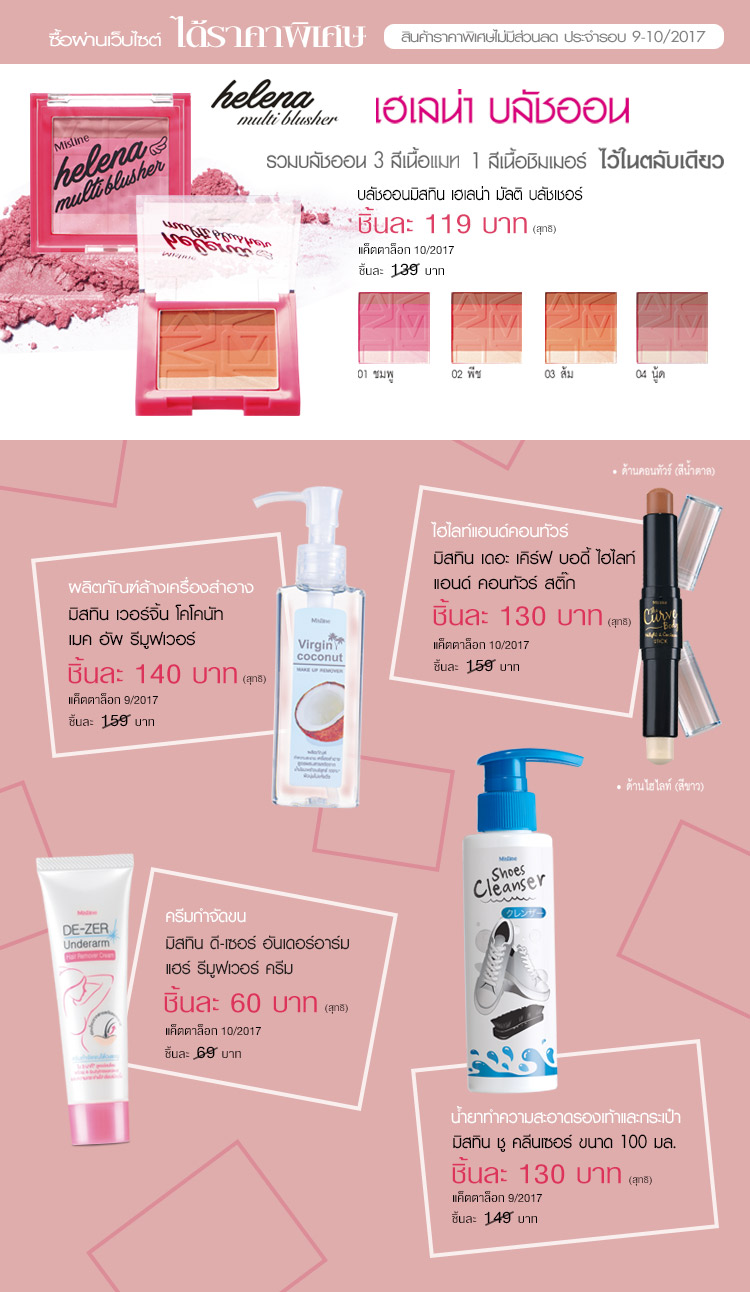 ซื้อผ่านเว็บไซต์ ได้ราคาพิเศษ สินค้าราคาพิเศษไม่มีส่วนลด ประจำรอบ 9-10/2017
Mistine
helena
multi blusher
helena
multi blusher
เฮเลน่า บลัชออน
รวมบลัชออน 3 สีเนื้อแมท 1 สีเนื้อชิมเมอร์ ไว้ในตลับเดียว
บลัชออนมิสทิน เฮเลน่า มัลติ บลัชเชอร์
ชิ้นละ 119 บาท (สุทธิ)
แค็ตตาล็อก 10/2017
ชิ้นละ 139 บาท
Mistine
helena
multi blusher
01 ชมพู
02 พีช
03 ส้ม
04 นู้ด
• ด้านคอนทัวร์ (สีน้ำตาล)
ไฮไลท์แอนด์คอนทัวร์
มิสทิน เดอะ เคิร์ฟ บอดี้ ไฮไลท์
แอนด์ คอนทัวร์ สติ๊ก
ชิ้นละ 130 บาท (สุทธิ)
แค็ตตาล็อก 10/2017
ชิ้นละ 159 บาท
Mistine
The
Curve
Body
STICK
• ด้านไฮไลท์ (สีขาว)
ผลิตภัณฑ์ล้างเครื่องสำอาง
มิสทิน เวอร์จิ้น โคโคนัท
เมค อัพ รีมูฟเวอร์
ชิ้นละ 140 บาท (สุทธิ)
แค็ตตาล็อก 9/2017
ชิ้นละ 159 บาท
Mistine
Virgin
coconut
MAKE UP REMOVER
Mistine
DE-ZER
Underarm
Hair Remover Cream
ครีมกำจัดขน
มิสทิน ดี-เซอร์ อันเดอร์อาร์ม
แฮร์ รีมูฟเวอร์ ครีม
ชิ้นละ 60 บาท (สุทธิ)
แค็ตตาล็อก 10/2017
ชิ้นละ 69 บาท
Mistine
Shoes
Cleanser
クレンザー
น้ำยาทำความสะอาดรองเท้าและกระเป๋า
มิสทิน ชู คลีนเซอร์ ขนาด 100 มล.
ชิ้นละ 130 บาท (สุทธิ)
แค็ตตาล็อก 9/2017
ชิ้นละ 149 บาท